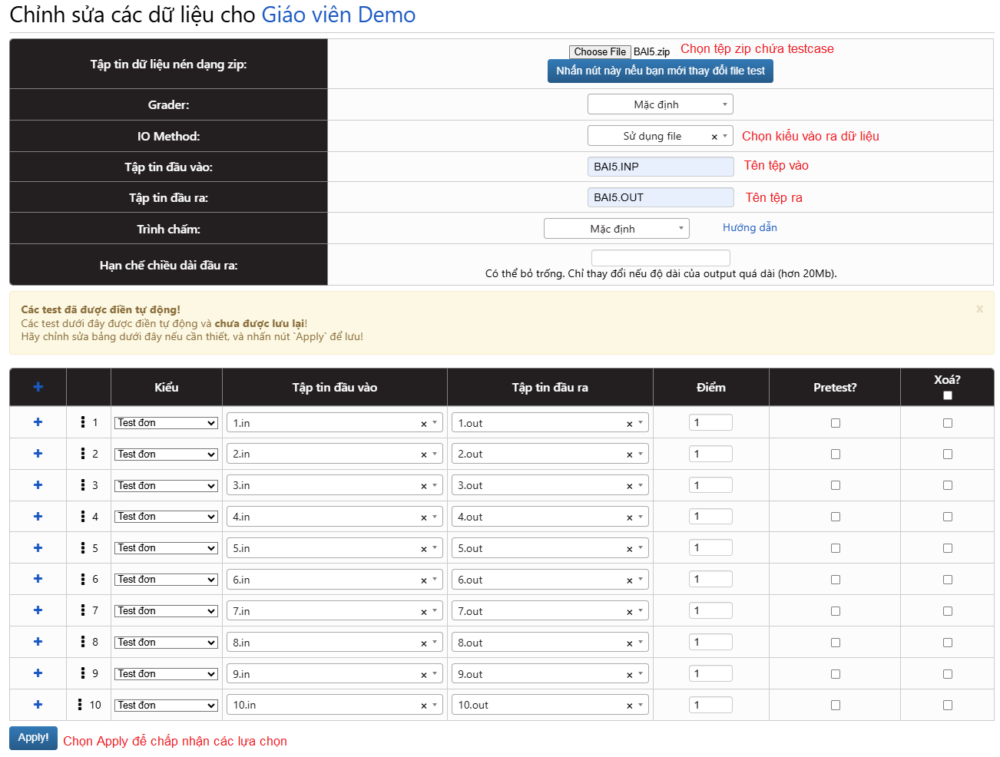 Chỉnh sửa các dữ liệu cho Giáo viên Demo
Tập tin dữ liệu nén dạng zip:
Choose File BAI5.zip Chọn tệp zip chứa testcase
Nhấn nút này nếu bạn mới thay đổi file test
Grader: Mặc định
IO Method: Sử dụng file × Chọn kiểu vào ra dữ liệu
Tập tin đầu vào: BAI5.INP Tên tệp vào
Tập tin đầu ra: BAI5.OUT Tên tệp ra
Trình chấm: Mặc định Hướng dẫn
Hạn chế chiều dài đầu ra:
Có thể bỏ trống. Chỉ thay đổi nếu độ dài của output quá dài (hơn 20Mb).
Các test đã được điền tự động! x
Các test dưới đây được điền tự động và chưa được lưu lại!
Hãy chỉnh sửa bảng dưới đây nếu cần thiết, và nhấn nút `Apply` để lưu!
+ Kiểu Tập tin đầu vào Tập tin đầu ra Điểm Pretest? Xoá?
+ 1 Test đơn 1.in × 1.out × 1
+ 2 Test đơn 2.in × 2.out × 1
+ 3 Test đơn 3.in × 3.out × 1
+ 4 Test đơn 4.in × 4.out × 1
+ 5 Test đơn 5.in × 5.out × 1
+ 6 Test đơn 6.in × 6.out × 1
+ 7 Test đơn 7.in × 7.out × 1
+ 8 Test đơn 8.in × 8.out × 1
+ 9 Test đơn 9.in × 9.out × 1
+ 10 Test đơn 10.in × 10.out × 1
Apply! Chọn Apply để chấp nhận các lựa chọn